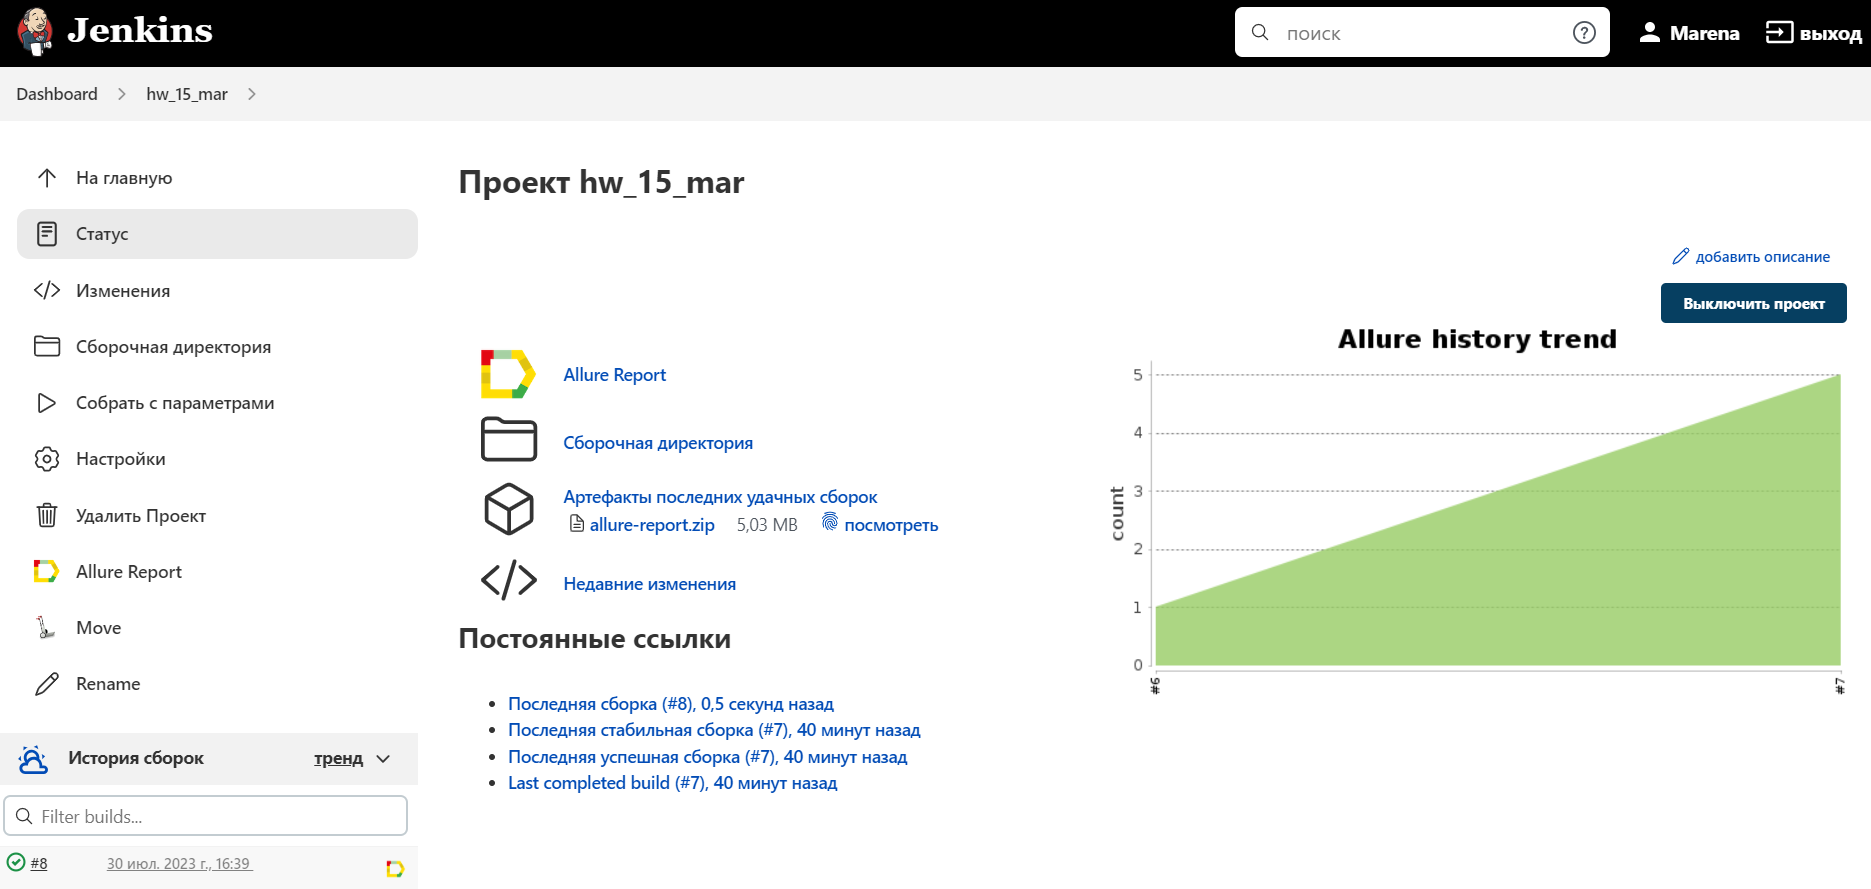 Jenkins
поиск
Marena
выход
Dashboard
hw_15_mar
На главную
Статус
Изменения
Сборочная директория
Собрать с параметрами
Настройки
Удалить Проект
Allure Report
Move
Rename
История сборок
тренд
Filter builds...
#8
30 июл. 2023 г., 16:39
Проект hw_15_mar
добавить описание
Выключить проект
Allure Report
Сборочная директория
Артефакты последних удачных сборок
allure-report.zip 5,03 MB посмотреть
Недавние изменения
Постоянные ссылки
Последняя сборка (#8), 0,5 секунд назад
Последняя стабильная сборка (#7), 40 минут назад
Последняя успешная сборка (#7), 40 минут назад
Last completed build (#7), 40 минут назад
Allure history trend
5
4
3
2
1
0
count
#6
#7